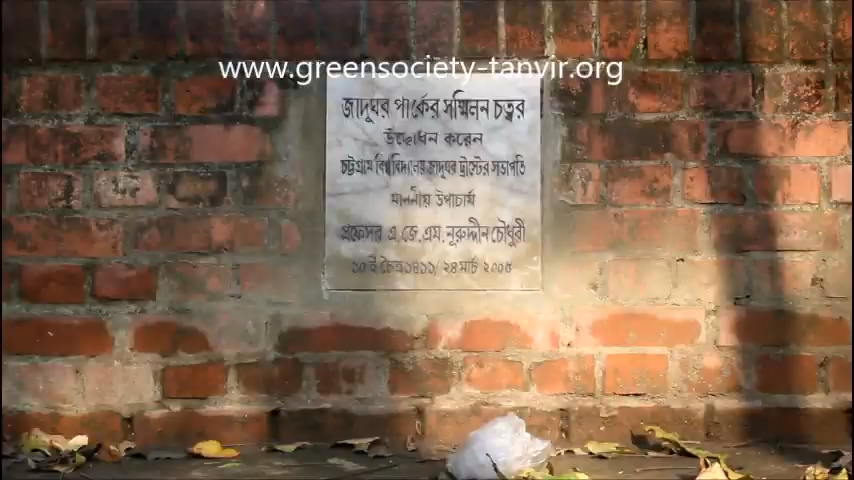 www.greensociety-tanvir.org
জাদুঘর পার্কের সম্মিলন চত্বর
উদ্বোধন করেন
চট্টগ্রাম বিশ্ববিদ্যালয় জাদুঘর ট্রাস্টের সভাপতি
মাননীয় উপাচার্য
প্রফেসর এ.জে.এম.নূরুদ্দীন চৌধুরী
১০ই চৈত্র ১৪১১/ ২৪ মার্চ ২০০৫